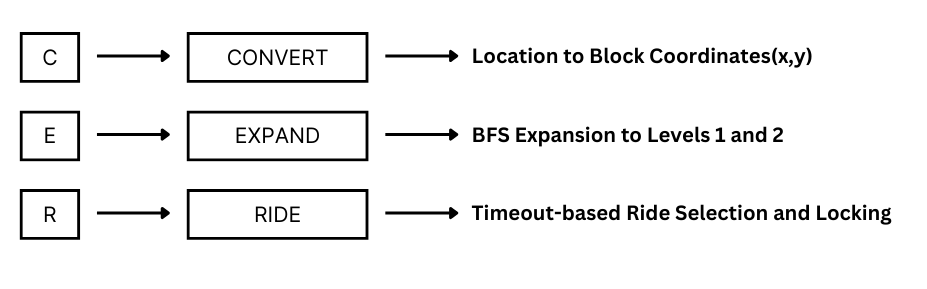 C CONVERT Location to Block Coordinates(x,y)
E EXPAND BFS Expansion to Levels 1 and 2
R RIDE Timeout-based Ride Selection and Locking